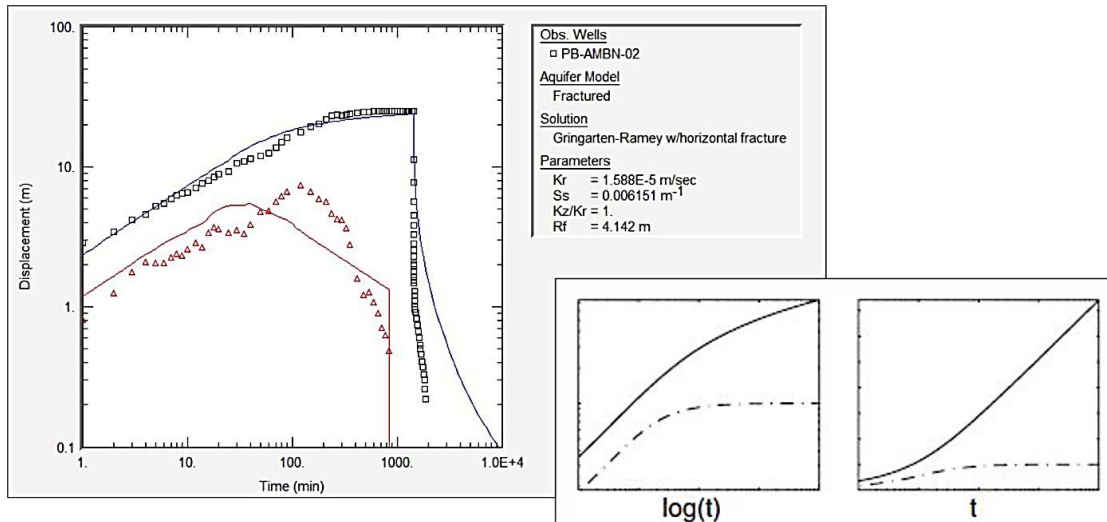 100.
10.
1.
0.1
Displacement (m)
1.
10.
100.
1000.
1.0E+4
Time (min)
Obs. Wells
PB-AMBN-02
Aquifer Model
Fractured
Solution
Gringarten-Ramey w/horizontal fracture
Parameters
Kr = 1.588E-5 m/sec
Ss = 0.006151 m-1
Kz/Kr = 1.
Rf = 4.142 m
log(t)
t